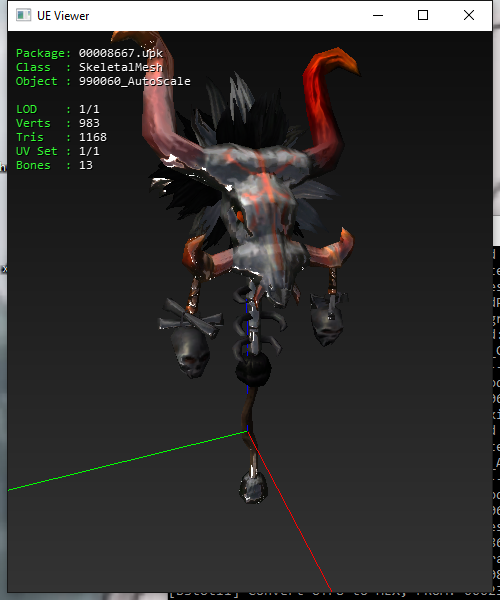 UE Viewer
Package: 00008667.upk
Class : SkeletalMesh
Object : 990060_AutoScale
LOD : 1/1
Verts : 983
Tris : 1168
UV Set : 1/1
Bones : 13